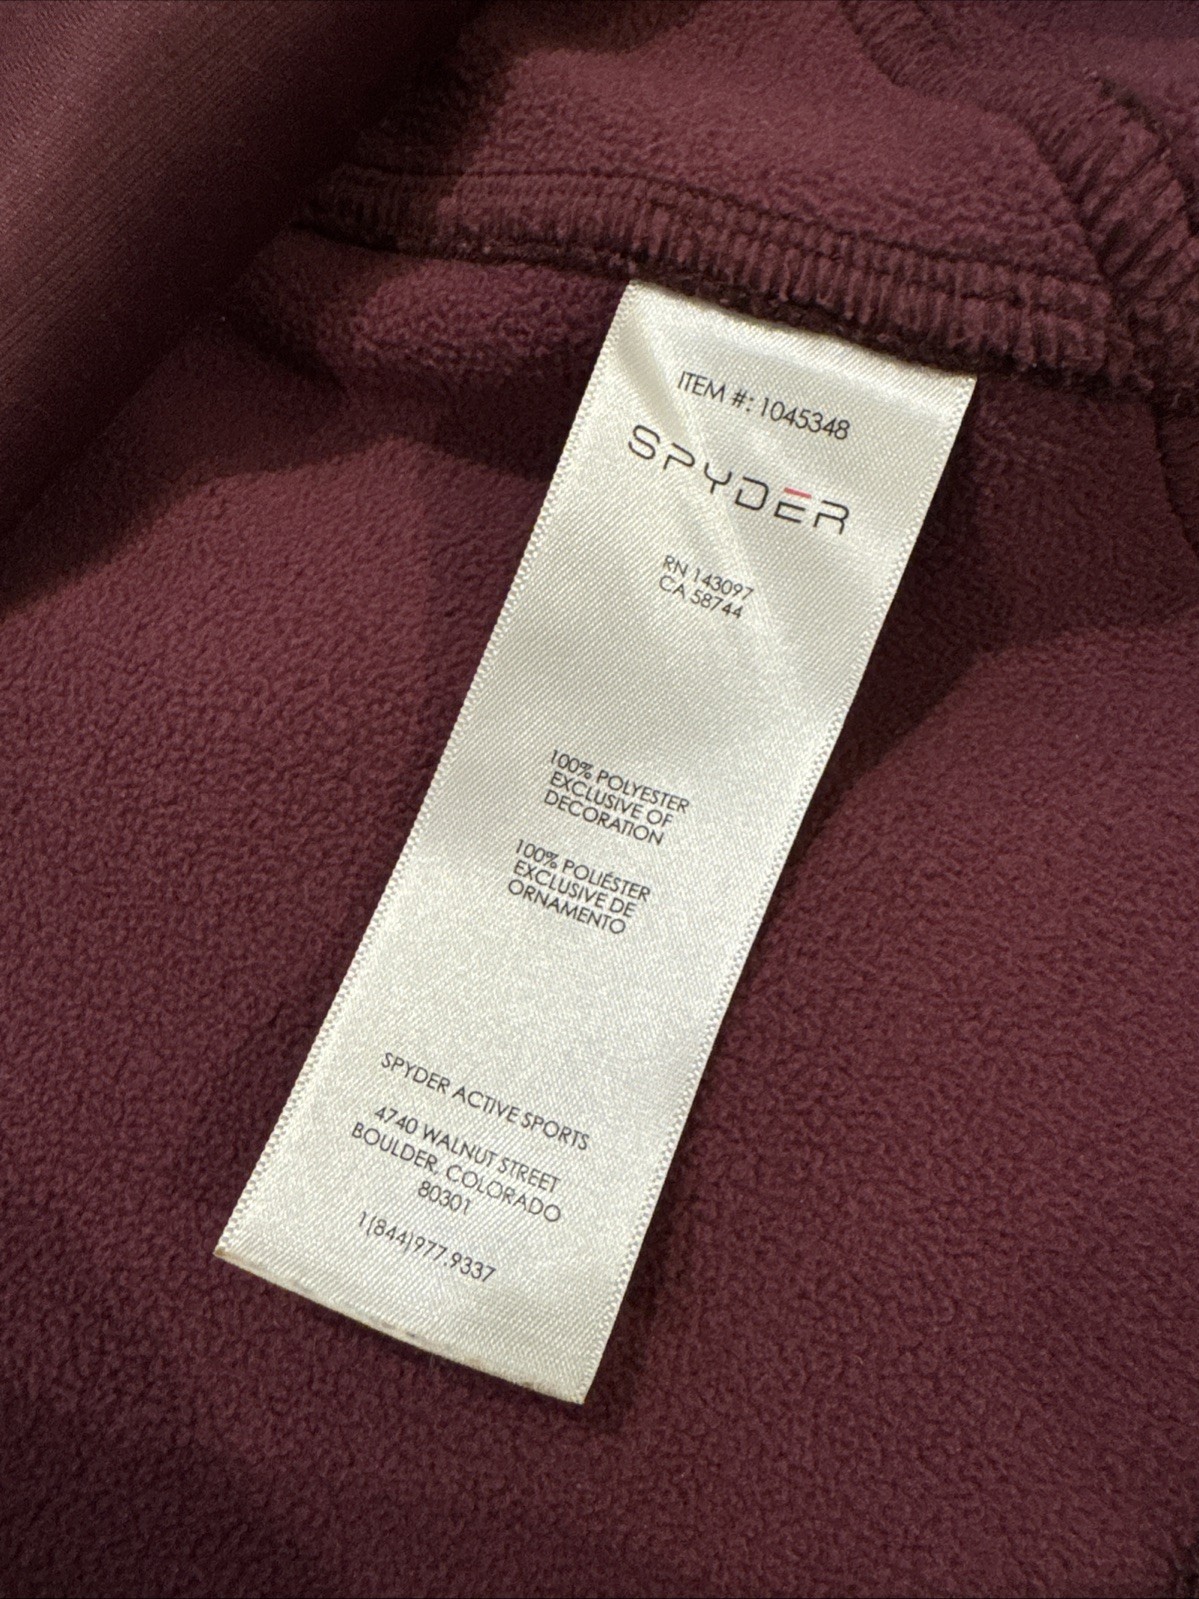 ITEM #: 1045348
SPYDER
RN 143097
CA 58744
100% POLYESTER
EXCLUSIVE OF
DECORATION
100% POLIÉSTER
EXCLUSIVE DE
ORNAMENTO
SPYDER ACTIVE SPORTS
4740 WALNUT STREET
BOULDER, COLORADO
80301
1(844)977.9337